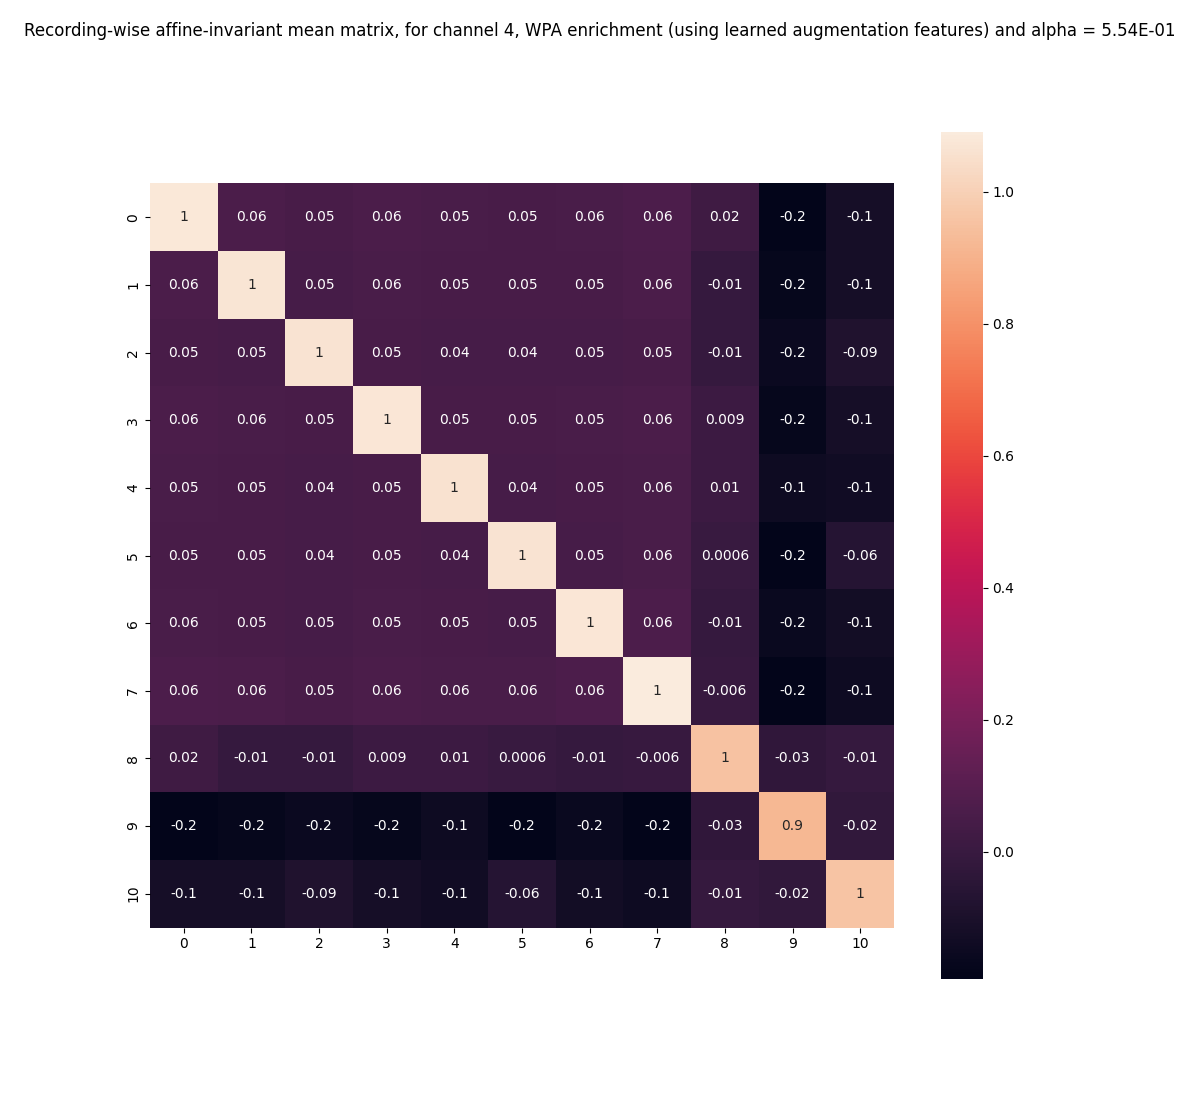 Recording-wise affine-invariant mean matrix, for channel 4, WPA enrichment (using learned augmentation features) and alpha = 5.54E-01
0 1 0.06 0.05 0.06 0.05 0.05 0.06 0.06 0.02 -0.2 -0.1
1 0.06 1 0.05 0.06 0.05 0.05 0.05 0.06 -0.01 -0.2 -0.1
2 0.05 0.05 1 0.05 0.04 0.04 0.05 0.05 -0.01 -0.2 -0.09
3 0.06 0.06 0.05 1 0.05 0.05 0.05 0.06 0.009 -0.2 -0.1
4 0.05 0.05 0.04 0.05 1 0.04 0.05 0.06 0.01 -0.1 -0.1
5 0.05 0.05 0.04 0.05 0.04 1 0.05 0.06 0.0006 -0.2 -0.06
6 0.06 0.05 0.05 0.05 0.05 0.05 1 0.06 -0.01 -0.2 -0.1
7 0.06 0.06 0.05 0.06 0.06 0.06 0.06 1 -0.006 -0.2 -0.1
8 0.02 -0.01 -0.01 0.009 0.01 0.0006 -0.01 -0.006 1 -0.03 -0.01
9 -0.2 -0.2 -0.2 -0.2 -0.1 -0.2 -0.2 -0.2 -0.03 0.9 -0.02
10 -0.1 -0.1 -0.09 -0.1 -0.1 -0.06 -0.1 -0.1 -0.01 -0.02 1
0 1 2 3 4 5 6 7 8 9 10
1.0
0.8
0.6
0.4
0.2
0.0